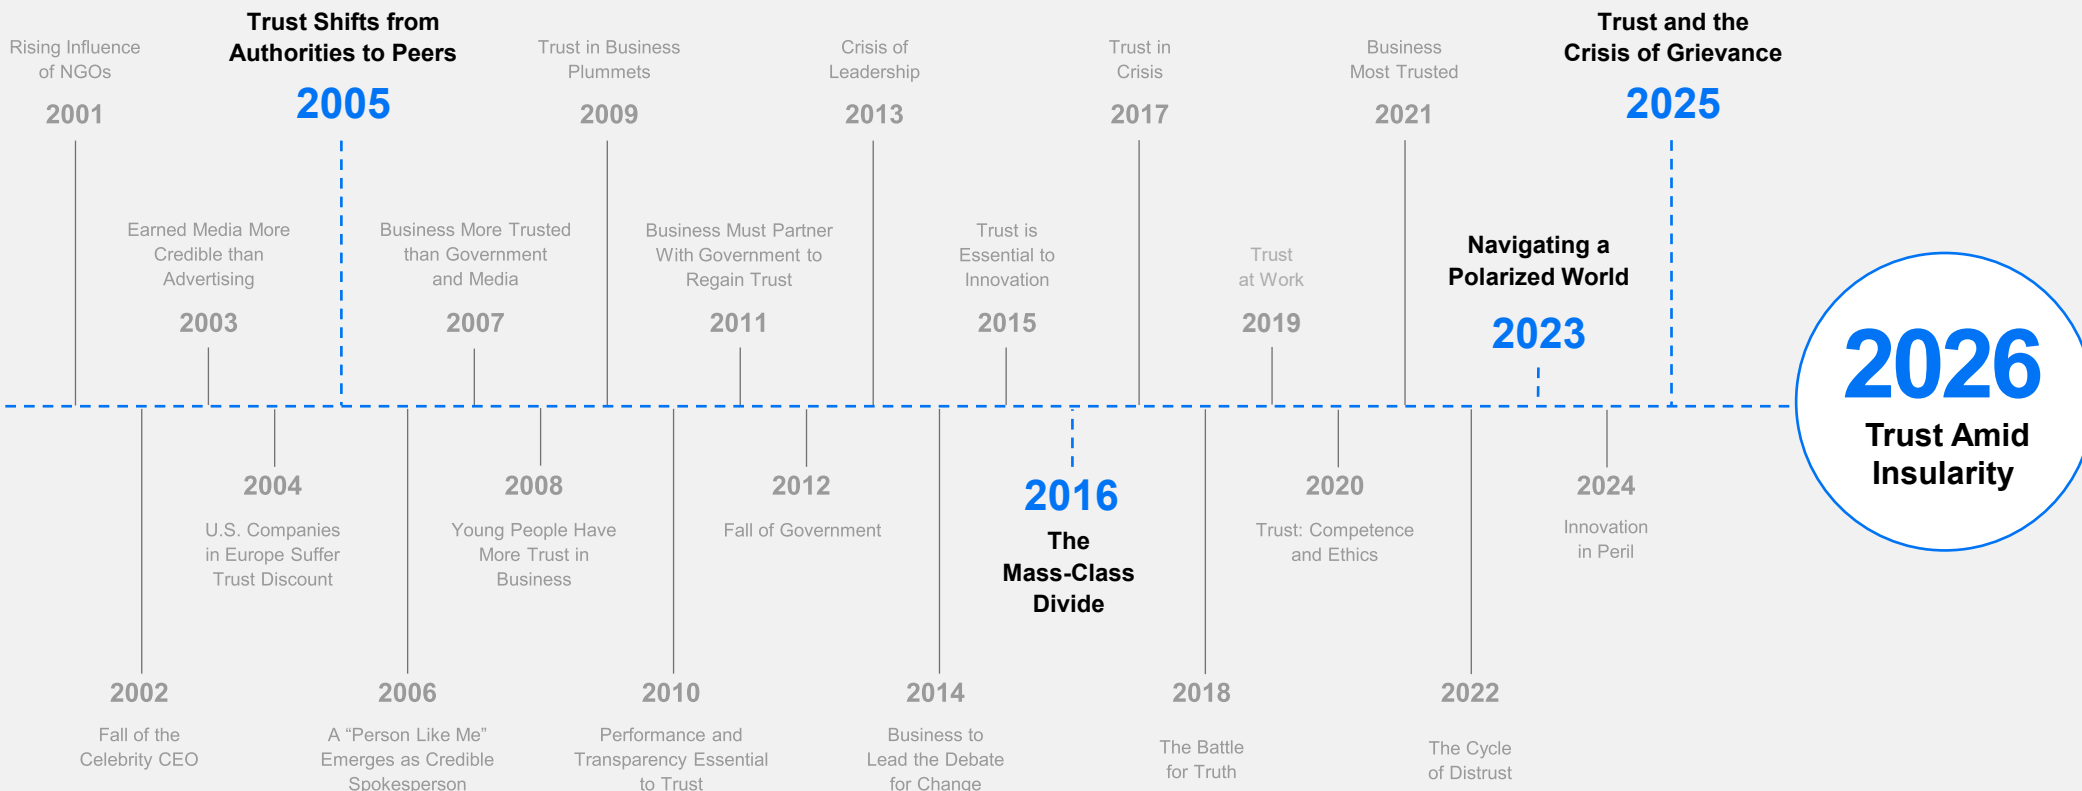 Rising Influence
of NGOs
2001
Trust Shifts from
Authorities to Peers
2005
Trust in Business
Plummets
2009
Crisis of
Leadership
2013
Trust in
Crisis
2017
Business
Most Trusted
2021
Trust and the
Crisis of Grievance
2025
Earned Media More
Credible than
Advertising
2003
Business More Trusted
than Government
and Media
2007
Business Must Partner
With Government to
Regain Trust
2011
Trust is
Essential to
Innovation
2015
Trust
at Work
2019
Navigating a
Polarized World
2023
2026
Trust Amid
Insularity
2004
U.S. Companies
in Europe Suffer
Trust Discount
2008
Young People Have
More Trust in
Business
2012
Fall of Government
2016
The
Mass-Class
Divide
2020
Trust: Competence
and Ethics
2024
Innovation
in Peril
2002
Fall of the
Celebrity CEO
2006
A “Person Like Me”
Emerges as Credible
Spokesperson
2010
Performance and
Transparency Essential
to Trust
2014
Business to
Lead the Debate
for Change
2018
The Battle
for Truth
2022
The Cycle
of Distrust